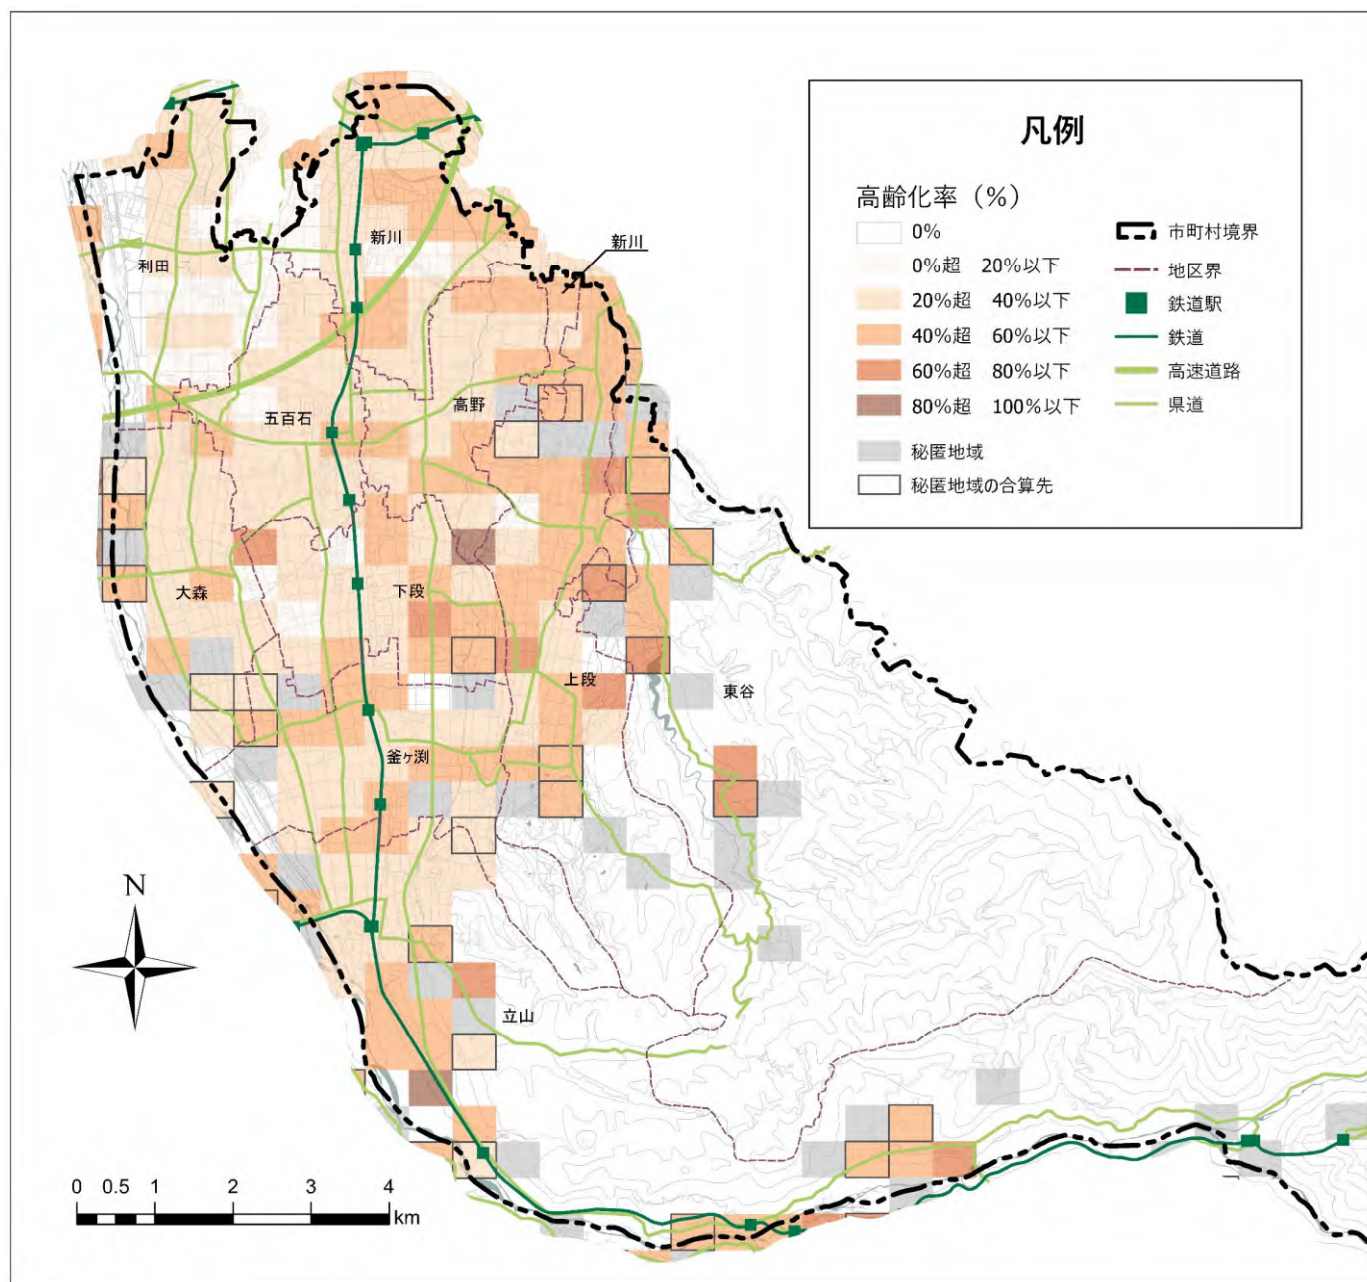 凡例
高齢化率（%）
0%
0%超　20%以下
20%超　40%以下
40%超　60%以下
60%超　80%以下
80%超　100%以下
秘匿地域
秘匿地域の合算先
市町村境界
地区界
鉄道駅
鉄道
高速道路
県道
新川
新川
利田
五百石
高野
大森
下段
上段
東谷
釜ヶ渕
立山
N
0 0.5 1 2 3 4
km